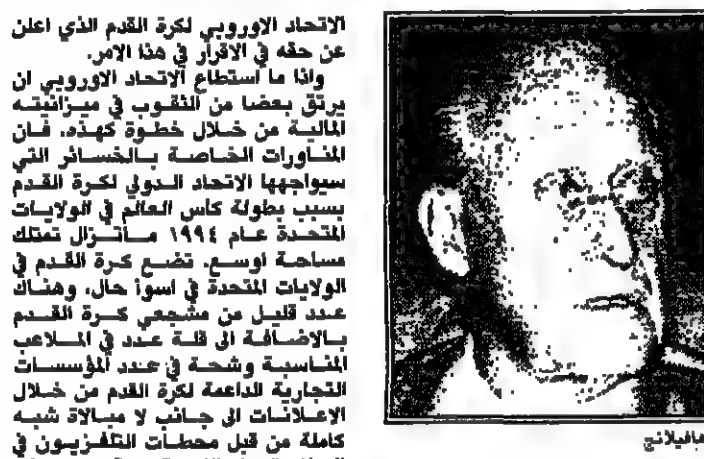 الاتحاد الاوروبي لكرة القدم الذي اعلن
عن حقه في الاقرار في هذا الامر.
واذا ما استطاع الاتحاد الاوروبي ان
يرتق بعضا من الثقوب في ميزانيته
المالية من خلال خطوة كهذه. فان
المناورات الخاصة بالخسائر التي
سيواجهها الاتحاد الدولي لكرة القدم
بسبب بطولة كاس العالم في الولايات
المتحدة عام ١٩٩٤ مأتزال تمتلك
مساحة اوسع. تضع كرة القدم في
الولايات المتحدة في اسوأ حال، وهناك
عدد قليل من مشجعي كرة القدم
بالاضافة الى قلة عدد في الملاعب
المناسبة وشحة في عدد المؤسسات
التجارية الداعمة لكرة القدم من خلال
الاعلانات الى جانب لا مبالاة شبه
كاملة من قبل محطات التلفزيون في
هافيلانج